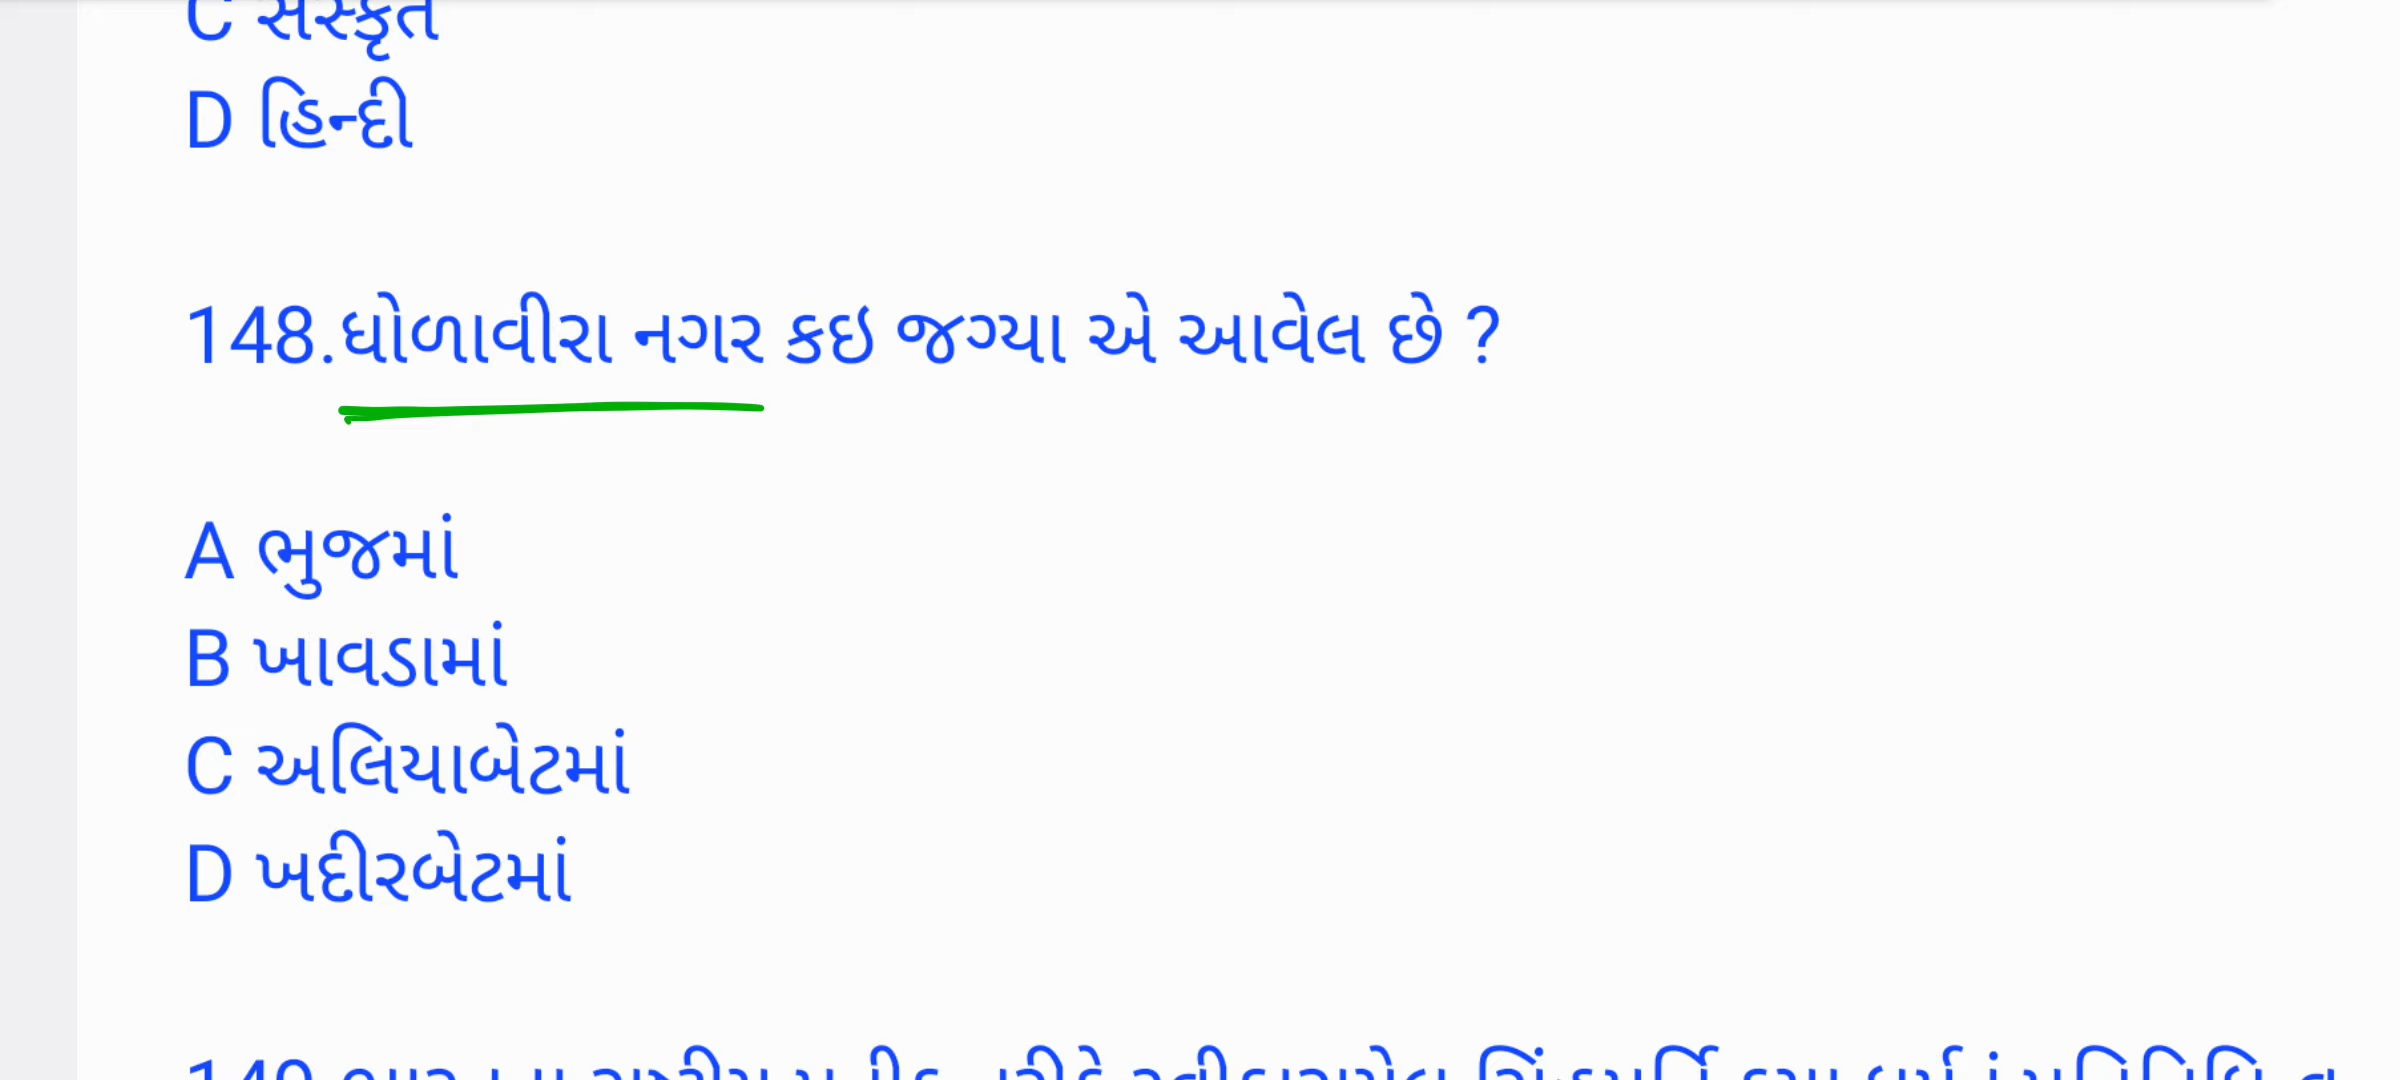 C સંસ્કૃત
D હિન્દી
148.ધોળાવીરા નગર કઇ જગ્યા એ આવેલ છે ?
A ભુજમાં
B ખાવડામાં
C અલિયાબેટમાં
D ખદીરબેટમાં